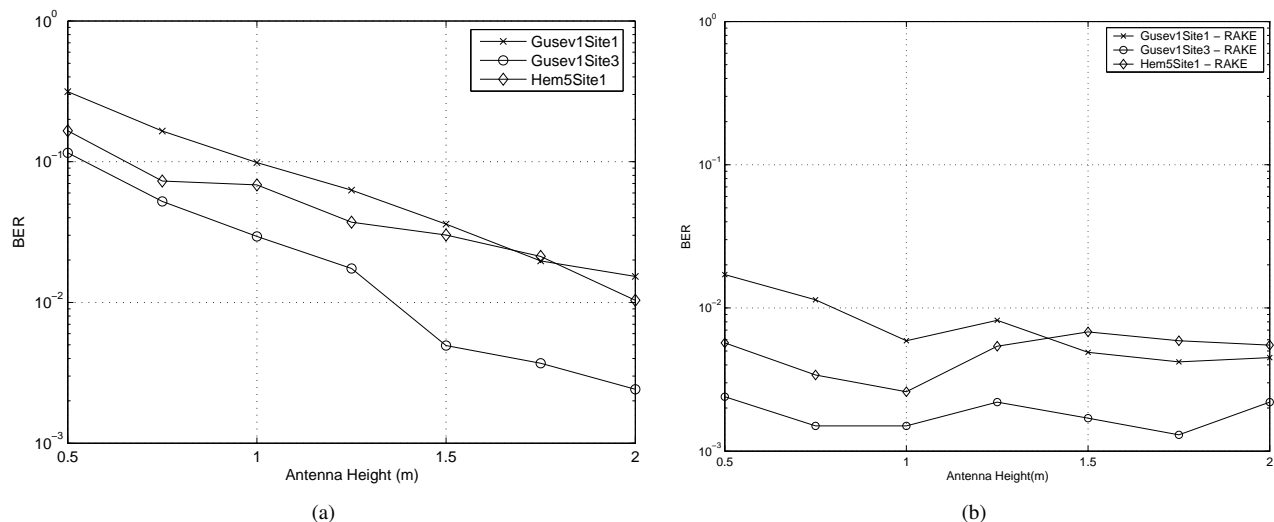 10^0
10^-1
10^-2
10^-3
BER
0.5 1 1.5 2
Antenna Height (m)
Gusev1Site1
Gusev1Site3
Hem5Site1
(a)
10^0
10^-1
10^-2
10^-3
BER
0.5 1 1.5 2
Antenna Height(m)
Gusev1Site1 – RAKE
Gusev1Site3 – RAKE
Hem5Site1 – RAKE
(b)